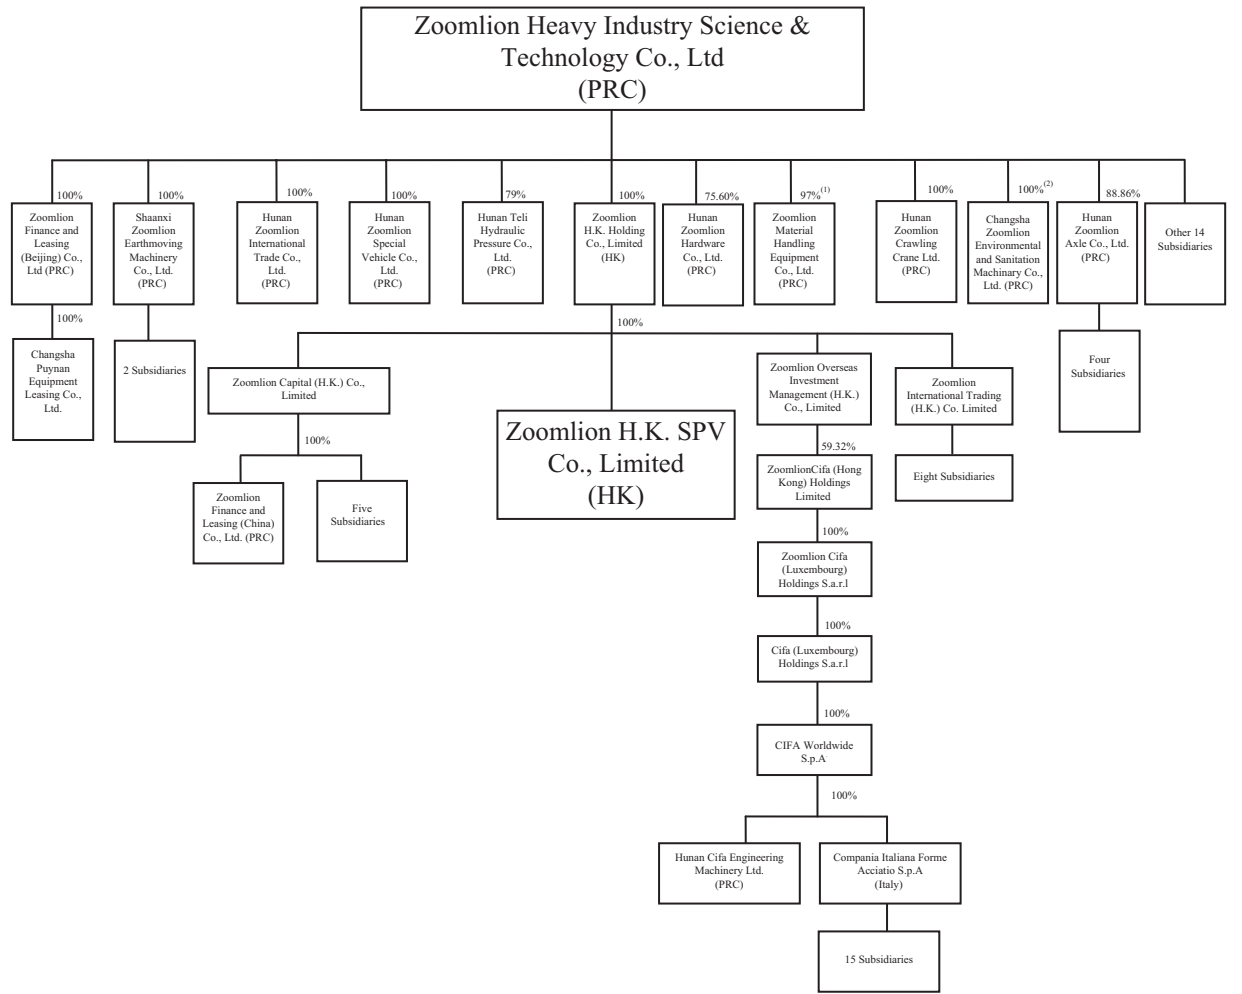 Zoomlion Heavy Industry Science &
Technology Co., Ltd
(PRC)
100%
Zoomlion
Finance and
Leasing
(Beijing) Co.,
Ltd (PRC)
100%
Shaanxi
Zoomlion
Earthmoving
Machinery
Co., Ltd.
(PRC)
100%
Hunan
Zoomlion
International
Trade Co.,
Ltd.
(PRC)
100%
Hunan
Zoomlion
Special
Vehicle Co.,
Ltd.
(PRC)
79%
Hunan Teli
Hydraulic
Pressure Co.,
Ltd.
(PRC)
100%
Zoomlion
H.K. Holding
Co., Limited
(HK)
75.60%
Hunan
Zoomlion
Hardware
Co., Ltd.
(PRC)
97%(1)
Zoomlion
Material
Handling
Equipment
Co., Ltd.
(PRC)
100%
Hunan
Zoomlion
Crawling
Crane Ltd.
(PRC)
100%(2)
Changsha
Zoomlion
Environmental
and Sanitation
Machinary Co.,
Ltd. (PRC)
88.86%
Hunan
Zoomlion
Axle Co., Ltd.
(PRC)
Other 14
Subsidiaries
100%
Changsha
Puynan
Equipment
Leasing Co.,
Ltd.
2 Subsidiaries
100%
Zoomlion Capital (H.K.) Co.,
Limited
Zoomlion H.K. SPV
Co., Limited
(HK)
Zoomlion Overseas
Investment
Management (H.K.)
Co., Limited
Zoomlion
International Trading
(H.K.) Co. Limited
Four
Subsidiaries
100%
Zoomlion
Finance and
Leasing (China)
Co., Ltd. (PRC)
Five
Subsidiaries
59.32%
ZoomlionCifa (Hong
Kong) Holdings
Limited
Eight Subsidiaries
100%
Zoomlion Cifa
(Luxembourg)
Holdings S.a.r.l
100%
Cifa (Luxembourg)
Holdings S.a.r.l
100%
CIFA Worldwide
S.p.A
100%
Hunan Cifa Engineering
Machinery Ltd.
(PRC)
Compania Italiana Forme
Acciatio S.p.A
(Italy)
15 Subsidiaries